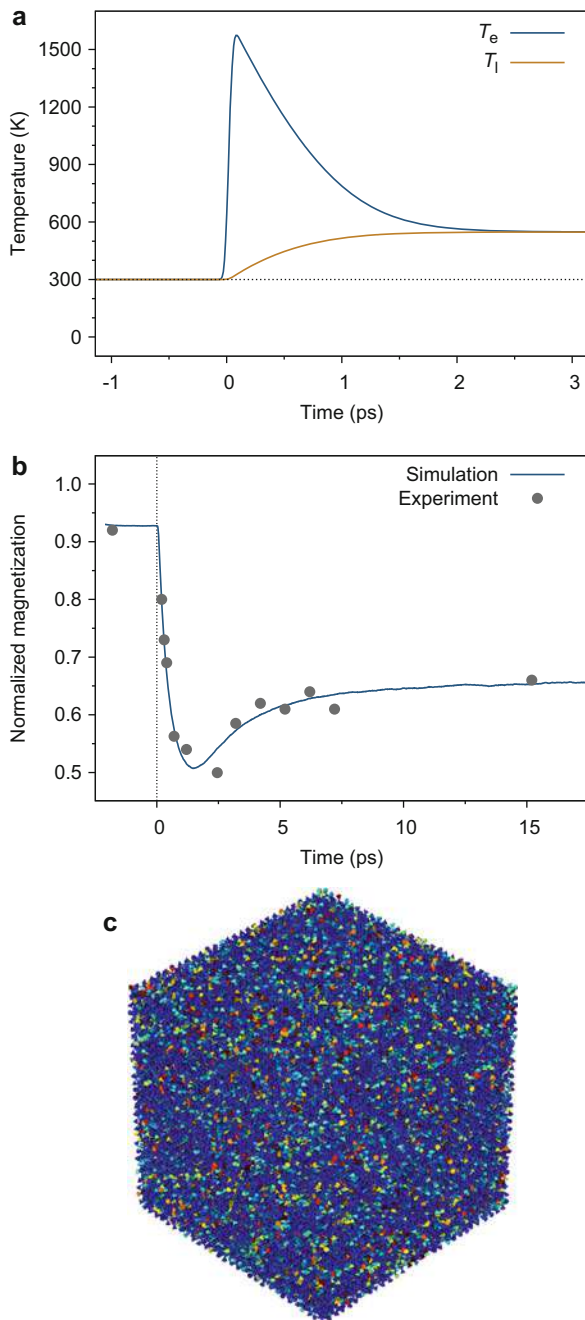 a
Te
Tl
1500
1200
900
600
300
0
Temperature (K)
-1
0
1
2
3
Time (ps)
b
Simulation
Experiment
1.0
0.9
0.8
0.7
0.6
0.5
Normalized magnetization
0
5
10
15
Time (ps)
c